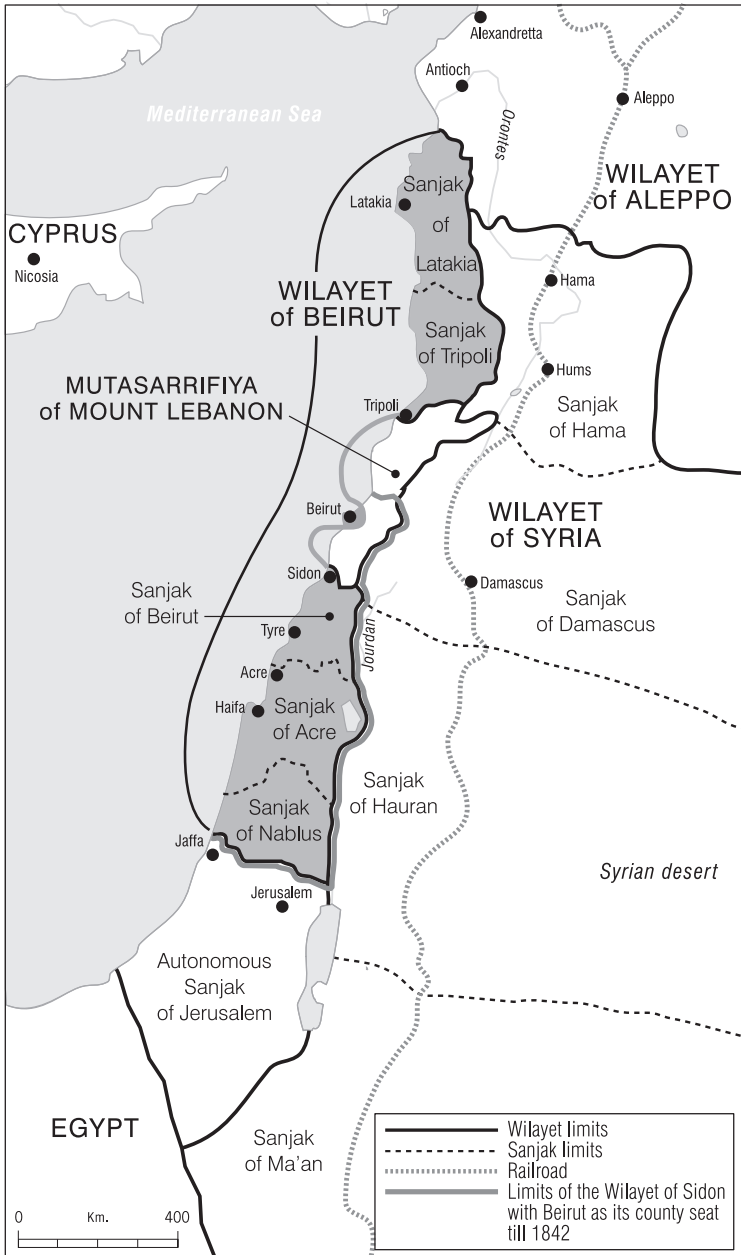 Alexandretta
Antioch
Aleppo
Mediterranean Sea
Orontes
WILAYET
of ALEPPO
Sanjak
of
Latakia
Latakia
CYPRUS
Nicosia
Hama
WILAYET
of BEIRUT
Sanjak
of Tripoli
Hums
MUTASARRIFIYA
of MOUNT LEBANON
Tripoli
Sanjak
of Hama
Beirut
WILAYET
of SYRIA
Sidon
Damascus
Sanjak
of Beirut
Sanjak
of Damascus
Tyre
Jourdan
Acre
Haifa
Sanjak
of Acre
Sanjak
of Hauran
Sanjak
of Nablus
Jaffa
Syrian desert
Jerusalem
Autonomous
Sanjak
of Jerusalem
EGYPT
Sanjak
of Ma'an
Wilayet limits
Sanjak limits
Railroad
Limits of the Wilayet of Sidon
with Beirut as its county seat
till 1842
0 Km. 400